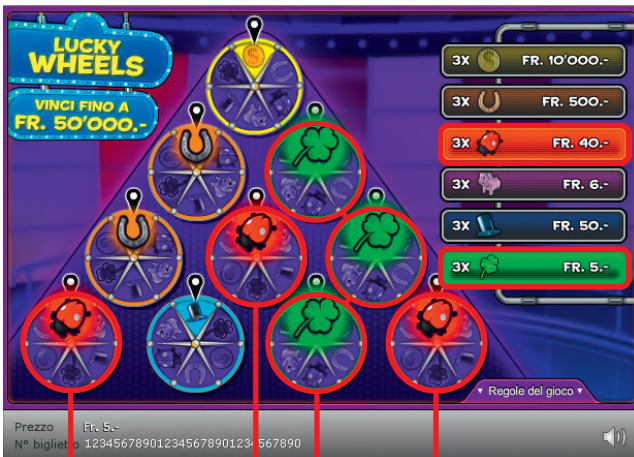 LUCKY
WHEELS
VINCI FINO A
FR. 50'000.-
3X FR. 10'000.-
3X FR. 500.-
3X FR. 40.-
3X FR. 6.-
3X FR. 50.-
3X FR. 5.-
▾ Regole del gioco ▾
Prezzo Fr. 5.-
N° biglietto 123456789012345678901234567890